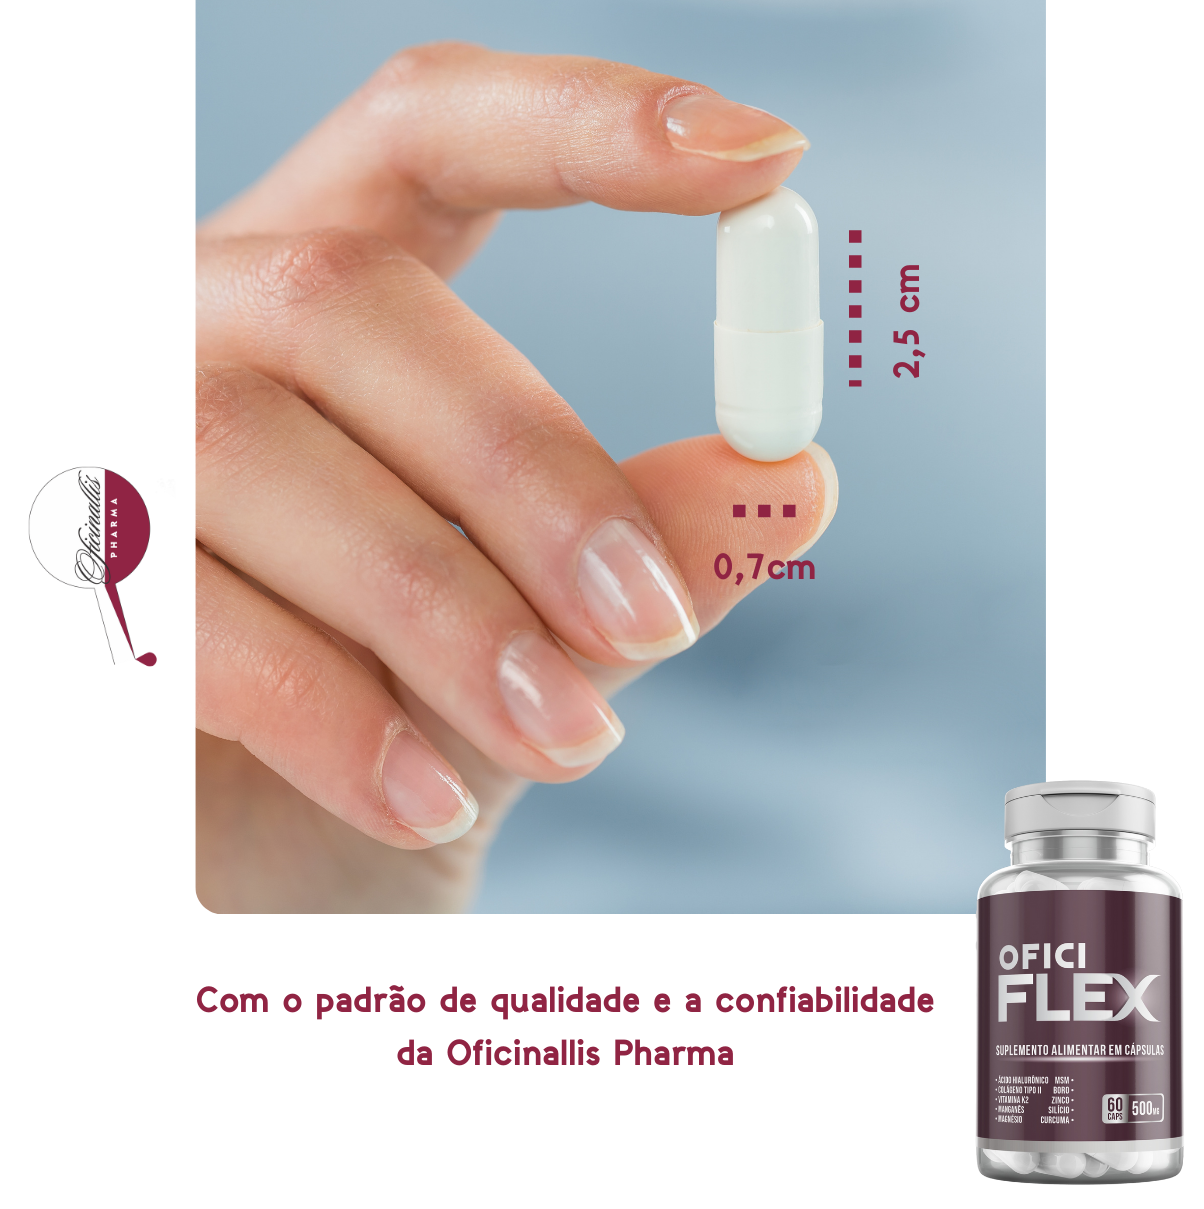 2,5 cm
0,7cm
Oficinallis
PHARMA
Com o padrão de qualidade e a confiabilidade
da Oficinallis Pharma
OFICI
FLEX
SUPLEMENTO ALIMENTAR EM CÁPSULAS
• ÁCIDO HIALURÔNICO MSM •
• COLÁGENO TIPO II BORO •
• VITAMINA K2 ZINCO •
• MANGANÊS SILÍCIO •
• MAGNÉSIO CURCUMA •
60 CAPS 500MG